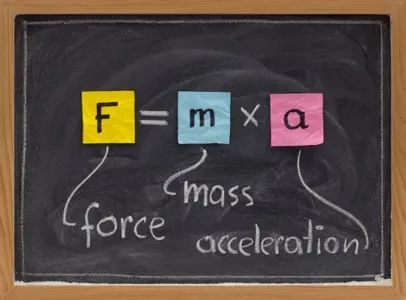 F = m × a
mass
force
acceleration